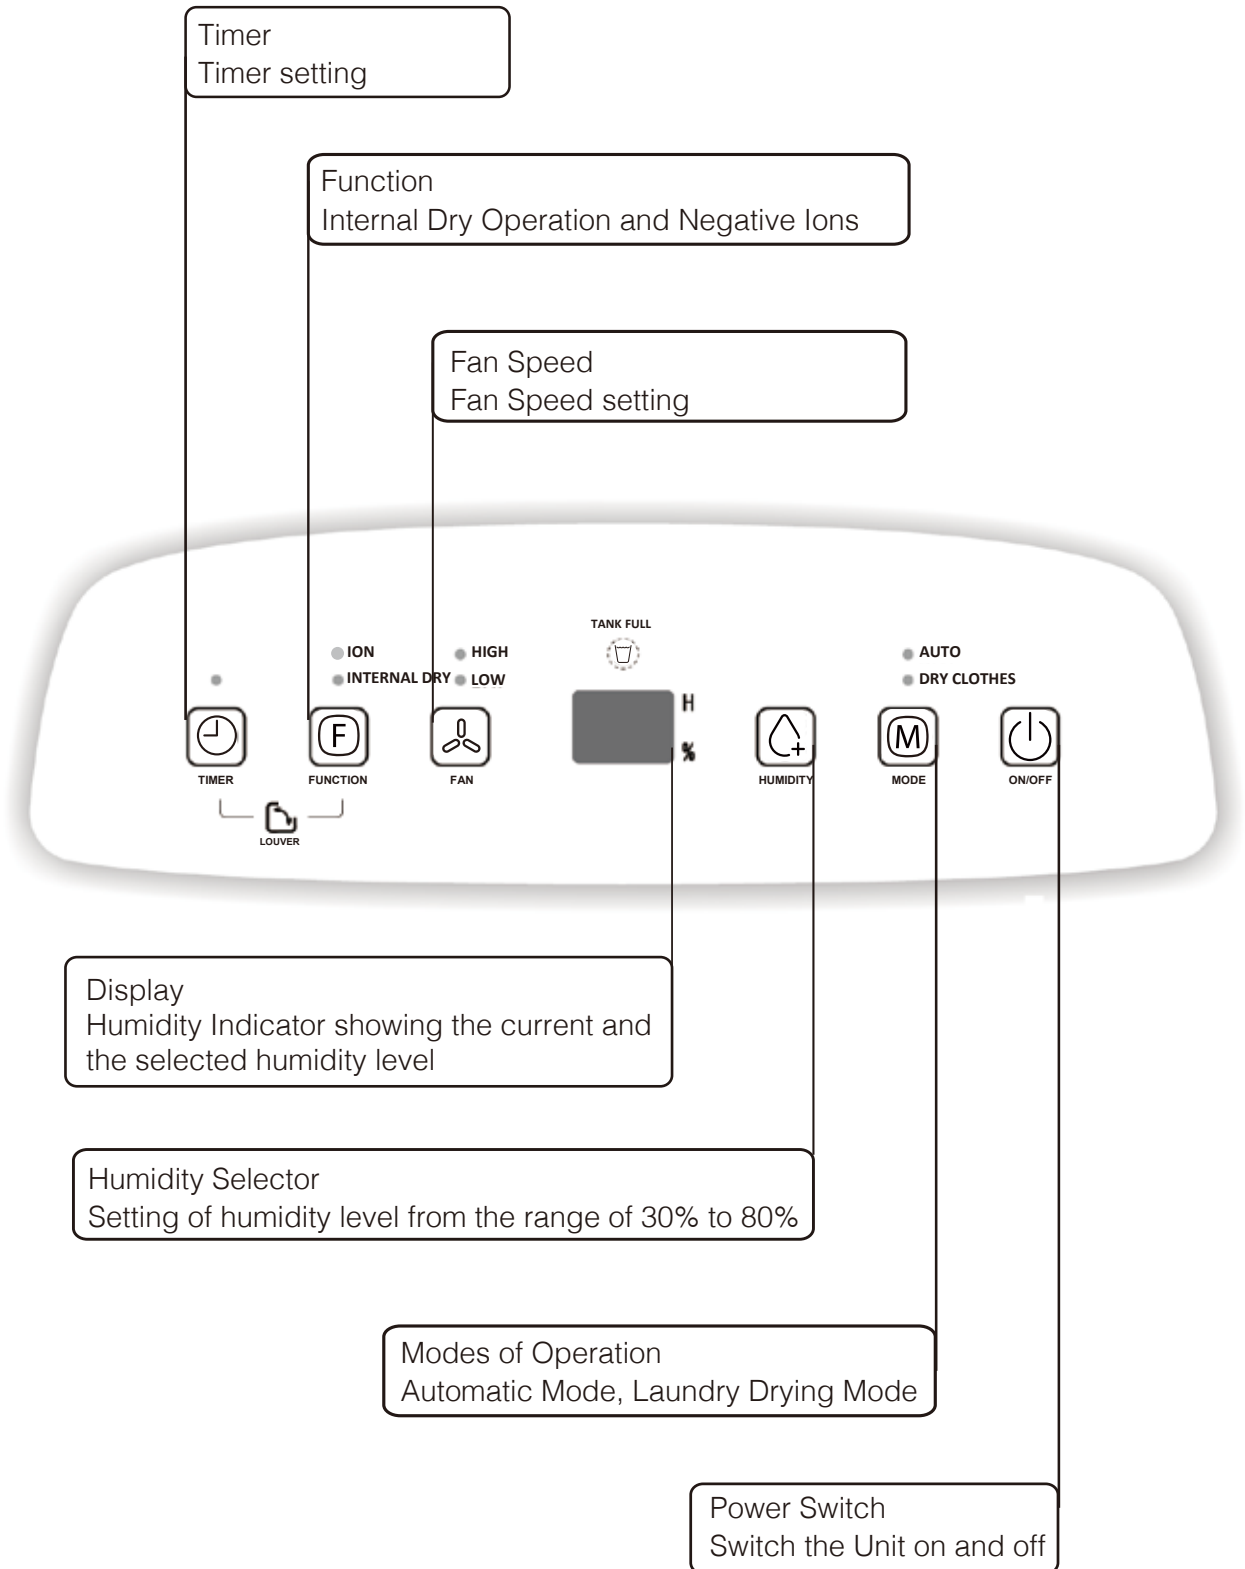 Timer
Timer setting
Function
Internal Dry Operation and Negative Ions
Fan Speed
Fan Speed setting
TANK FULL
ION
HIGH
AUTO
INTERNAL DRY
LOW
DRY CLOTHES
H
%
F
M
TIMER
FUNCTION
FAN
HUMIDITY
MODE
ON/OFF
LOUVER
Display
Humidity Indicator showing the current and
the selected humidity level
Humidity Selector
Setting of humidity level from the range of 30% to 80%
Modes of Operation
Automatic Mode, Laundry Drying Mode
Power Switch
Switch the Unit on and off